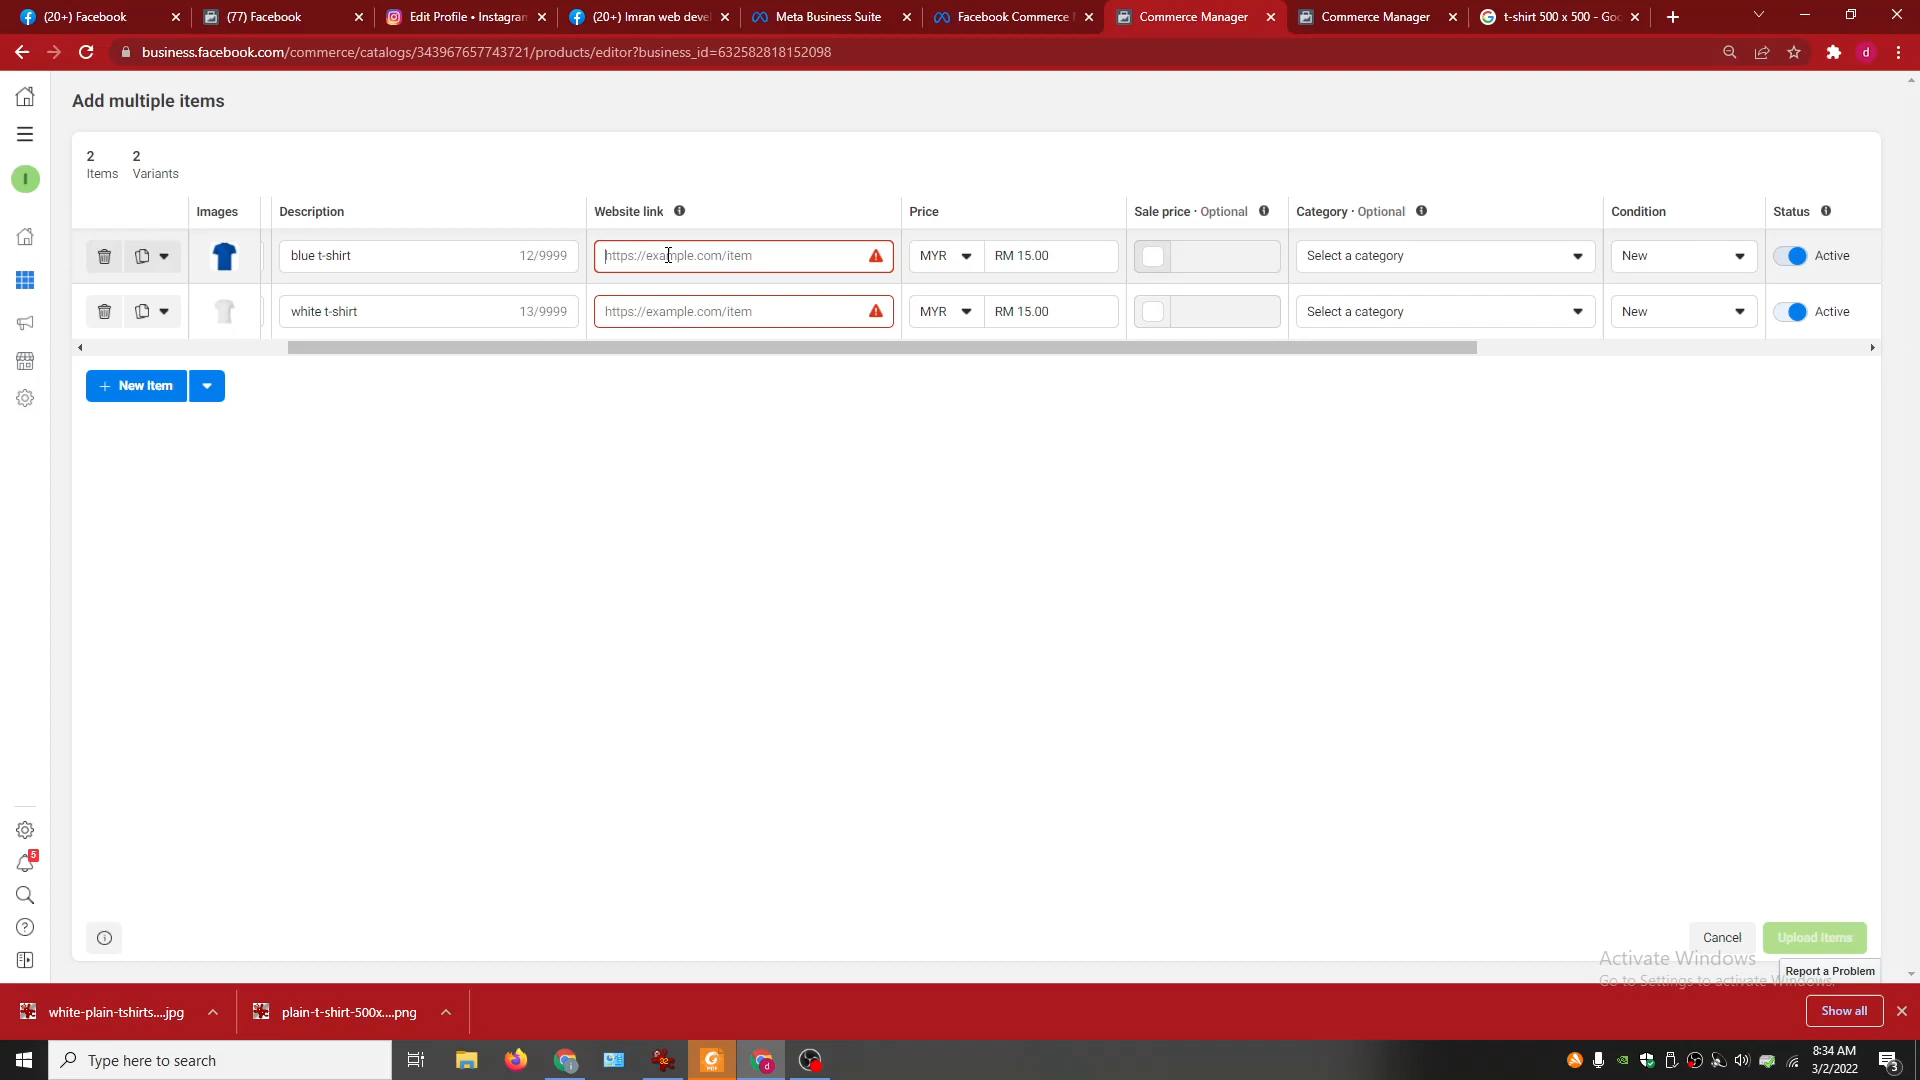 (20+) Facebook
(77) Facebook
Edit Profile • Instagram
(20+) Imran web devel
Meta Business Suite
Facebook Commerce
Commerce Manager
Commerce Manager
t-shirt 500 x 500 - Goo
business.facebook.com/commerce/catalogs/343967657743721/products/editor?business_id=632582818152098
d
Add multiple items
I
2 2
Items Variants
Images Description Website link Price Sale price · Optional Category · Optional Condition Status
blue t-shirt 12/9999 https://example.com/item MYR RM 15.00 Select a category New Active
white t-shirt 13/9999 https://example.com/item MYR RM 15.00 Select a category New Active
+ New Item
5
Cancel Upload Items
Activate Windows
Go to Settings to activate Windows.
Report a Problem
white-plain-tshirts....jpg
plain-t-shirt-500x....png
Show all
Type here to search
8:34 AM
3/2/2022
3